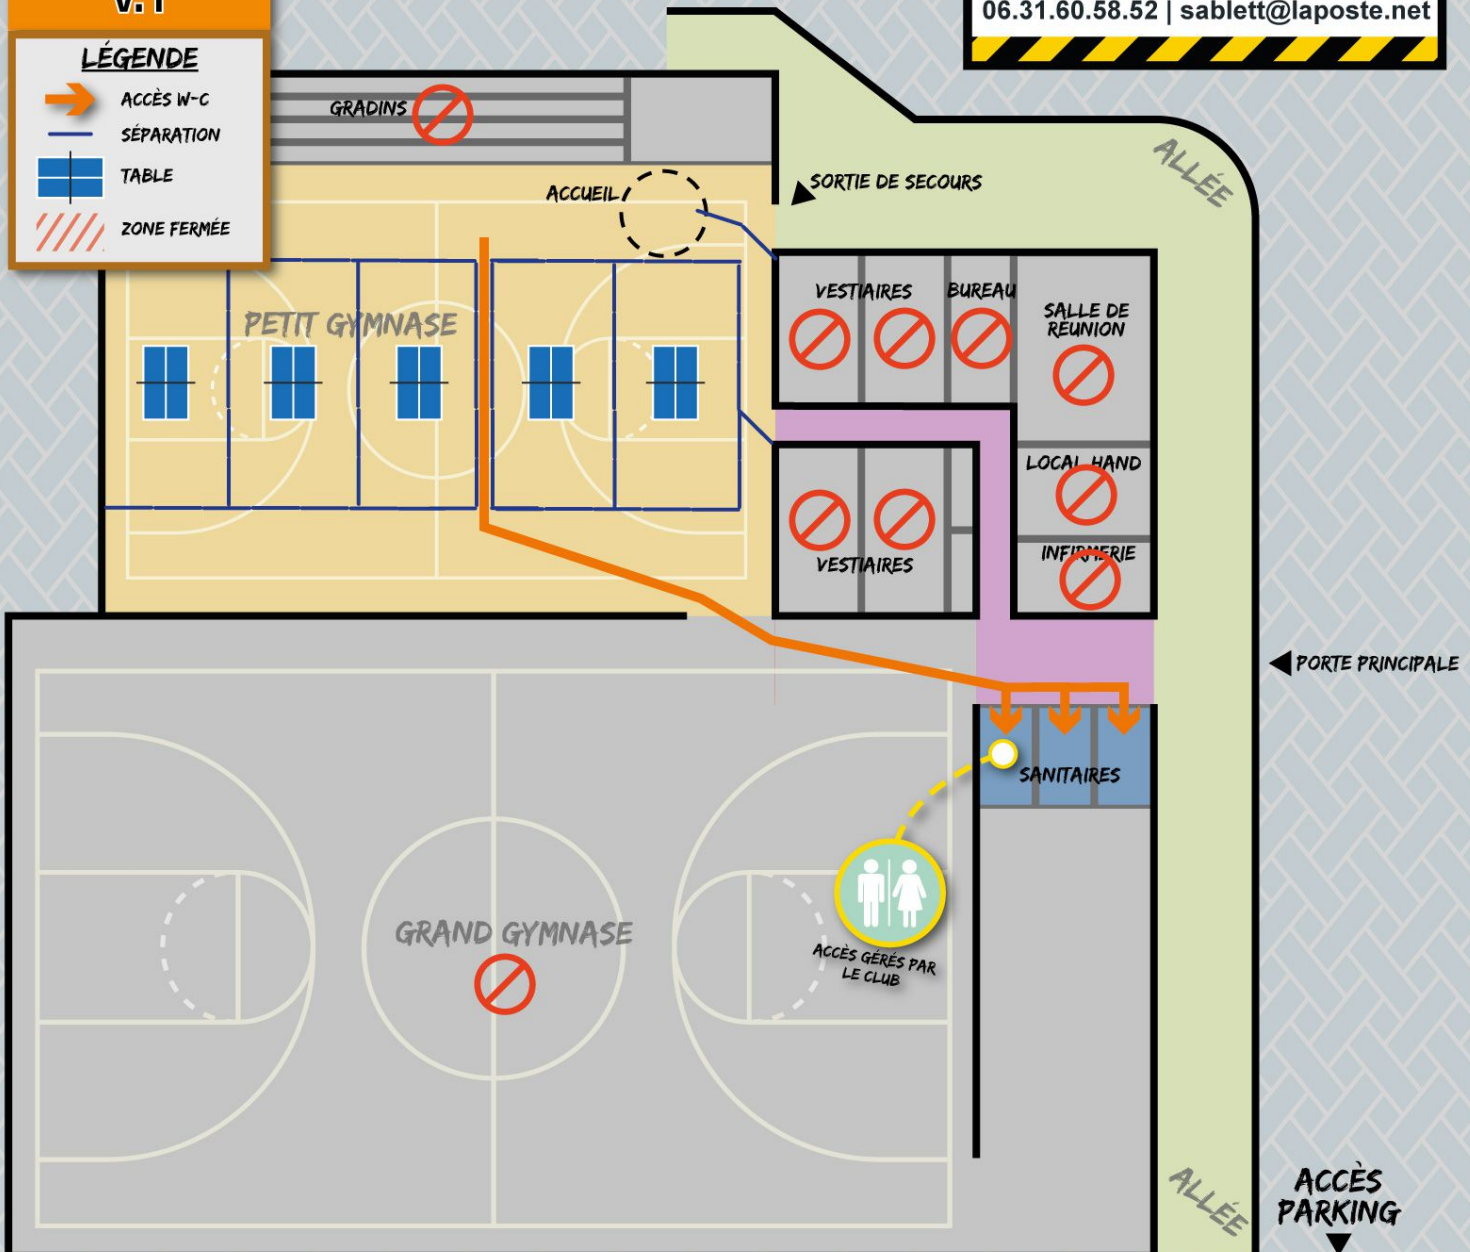 V.1
06.31.60.58.52 | sablett@laposte.net
LÉGENDE
ACCÈS W-C
SÉPARATION
TABLE
ZONE FERMÉE
GRADINS
ACCUEIL
SORTIE DE SECOURS
ALLÉE
PETIT GYMNASE
VESTIAIRES
BUREAU
SALLE DE
REUNION
LOCAL HAND
INFIRMERIE
VESTIAIRES
PORTE PRINCIPALE
SANITAIRES
GRAND GYMNASE
ACCÈS GÉRÉS PAR
LE CLUB
ALLÉE
ACCÈS
PARKING